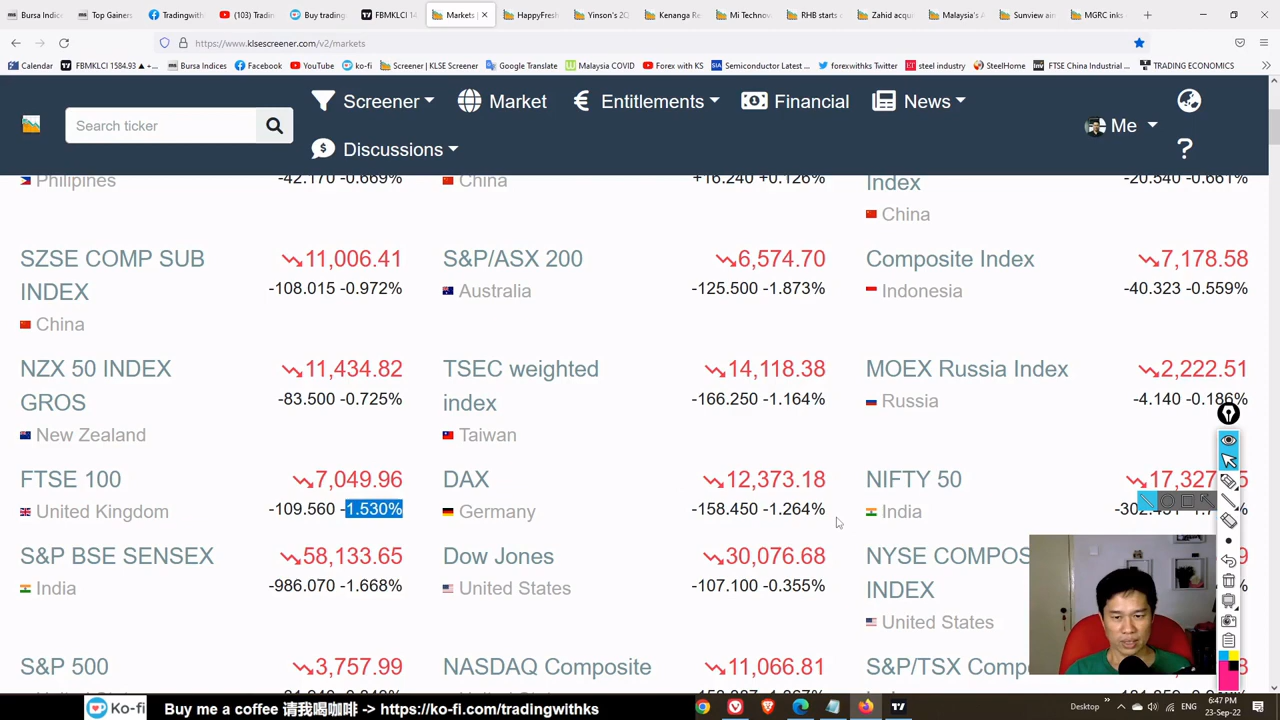 Bursa Indice
Top Gainers
Tradingwith
(103) Tradi
Buy trading
FBMKLCI 1
Markets |
HappyFresh
Yinson's 2Q
Kenanga Re
Mi Technov
RHB starts
Zahid acqu
Malaysia's A
Sunview ai
MGRC inks
https://www.klsescreener.com/v2/markets
Calendar
FBMKLCI 1584.93 ▲ +...
Bursa Indices
Facebook
YouTube
ko-fi
Screener | KLSE Screener
Google Translate
Malaysia COVID
Forex with KS
Semiconductor Latest ...
forexwithks Twitter
steel industry
SteelHome
FTSE China Industrial ...
TRADING ECONOMICS
Screener
Market
Entitlements
Financial
News
Search ticker
Me
Discussions
?
Philipines
-42.170 -0.669%
China
+16.240 +0.126%
Index
-20.540 -0.661%
China
SZSE COMP SUB
INDEX
11,006.41
-108.015 -0.972%
China
S&P/ASX 200
6,574.70
-125.500 -1.873%
Australia
Composite Index
7,178.58
-40.323 -0.559%
Indonesia
NZX 50 INDEX
GROS
11,434.82
-83.500 -0.725%
New Zealand
TSEC weighted
index
14,118.38
-166.250 -1.164%
Taiwan
MOEX Russia Index
2,222.51
-4.140 -0.186%
Russia
FTSE 100
7,049.96
-109.560 -1.530%
United Kingdom
DAX
12,373.18
-158.450 -1.264%
Germany
NIFTY 50
17,327
India
S&P BSE SENSEX
58,133.65
-986.070 -1.668%
India
Dow Jones
30,076.68
-107.100 -0.355%
United States
NYSE COMPOS
INDEX
United States
S&P 500
3,757.99
NASDAQ Composite
11,066.81
S&P/TSX Comp
Ko-fi
Buy me a coffee 请我喝咖啡 -> https://ko-fi.com/tradingwithks
Desktop
6:47 PM
23-Sep-22